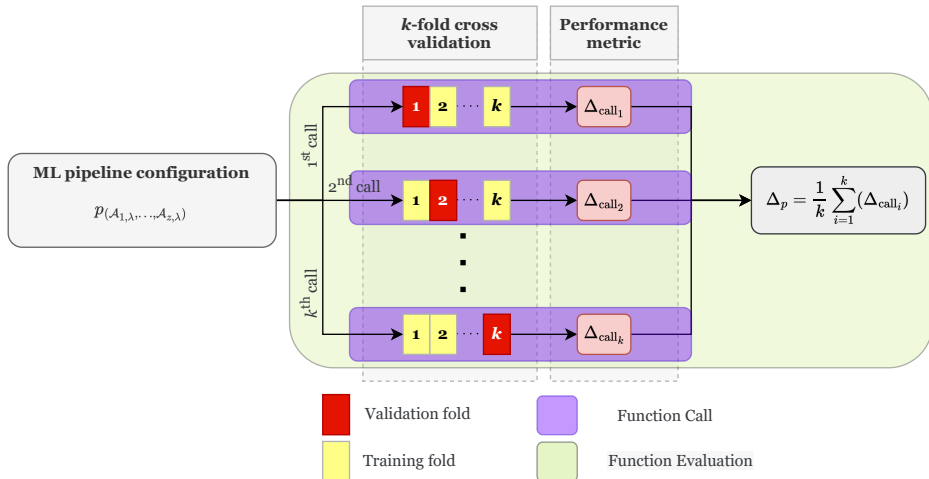 k-fold cross
validation
Performance
metric
1st call
1 2 ····· k
Δcall₁
ML pipeline configuration
p(𝒜₁,λ,…,𝒜z,λ)
2nd call
1 2 ····· k
Δcall₂
Δp = 1/k ∑ᵢ₌₁ᵏ (Δcallᵢ)
kth call
1 2 ····· k
Δcallₖ
Validation fold
Function Call
Training fold
Function Evaluation